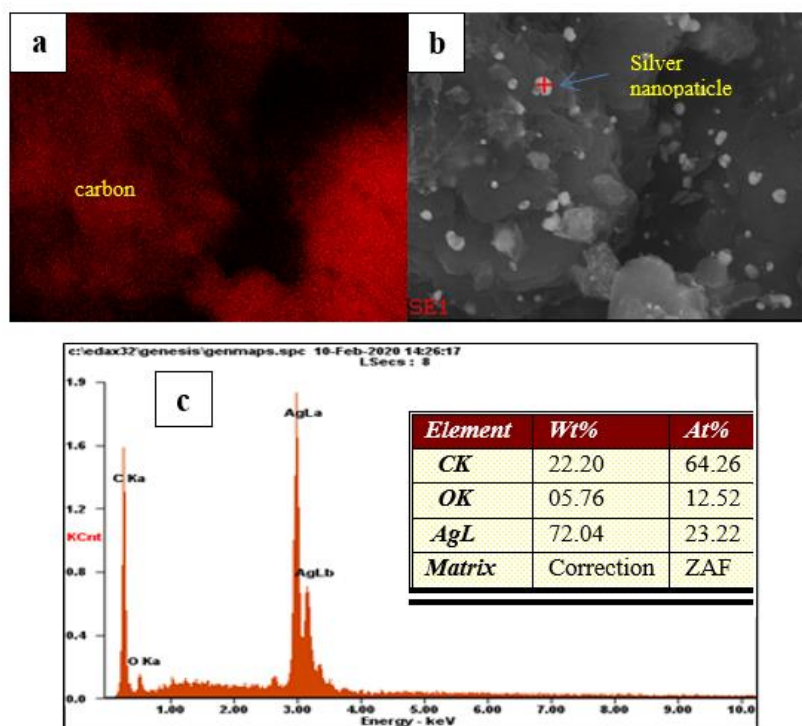 a
carbon
b
Silver
nanopaticle
SE1
c:\edax32\genesis\genmaps.spc 10-Feb-2020 14:26:17
LSecs : 8
c
1.9
1.6
1.2
KCnt
0.8
0.4
0.0
C Ka
O Ka
AgLa
AgLb
1.00 2.00 3.00 4.00 5.00 6.00 7.00 8.00 9.00 10.0
Energy - keV
Element Wt% At%
CK 22.20 64.26
OK 05.76 12.52
AgL 72.04 23.22
Matrix Correction ZAF